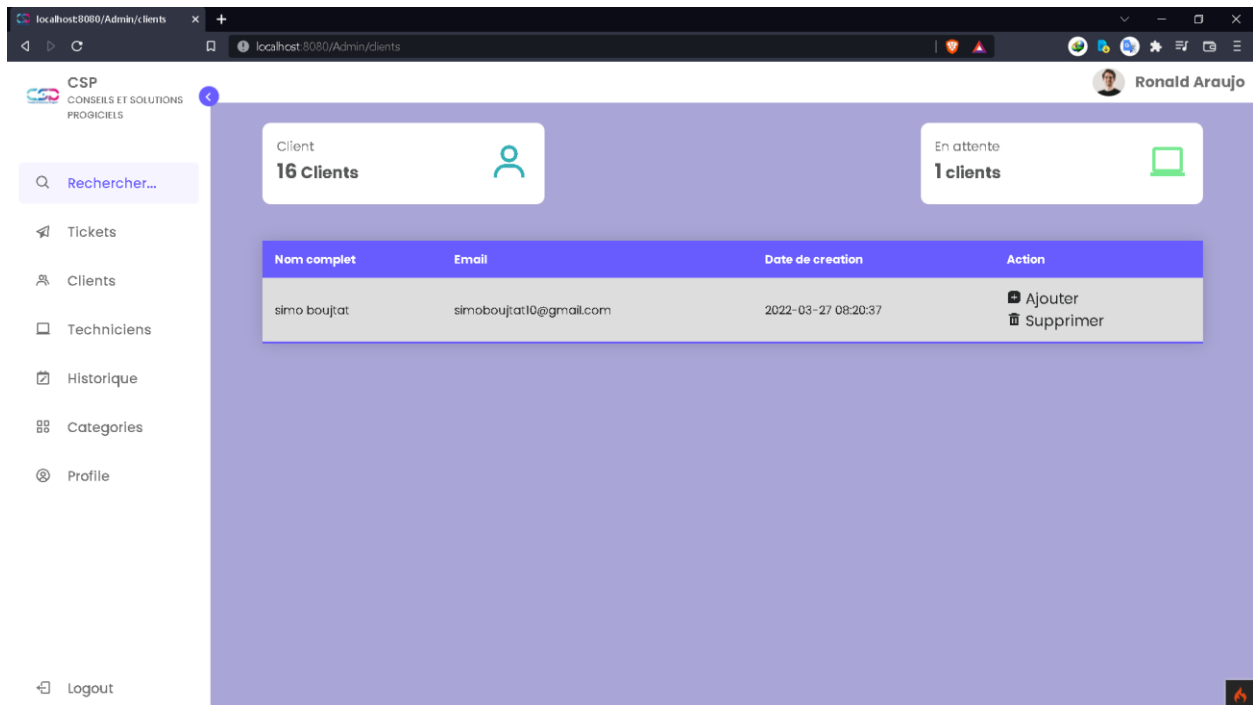 localhost:8080/Admin/clients
localhost:8080/Admin/clients
CSP
CONSEILS ET SOLUTIONS
PROGICIELS
Ronald Araujo
Rechercher...
Tickets
Clients
Techniciens
Historique
Categories
Profile
Logout
Client
16 Clients
En attente
1 clients
Nom complet Email Date de creation Action
simo boujtat simoboujtat10@gmail.com 2022-03-27 08:20:37 Ajouter
Supprimer